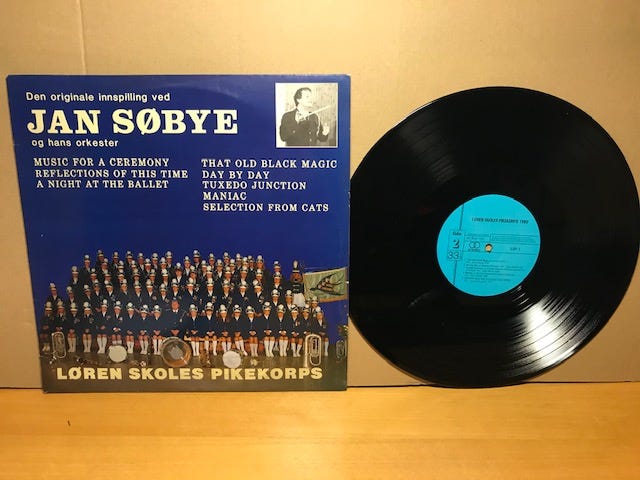 Den originale innspilling ved
JAN SØBYE
og hans orkester
MUSIC FOR A CEREMONY
REFLECTIONS OF THIS TIME
A NIGHT AT THE BALLET
THAT OLD BLACK MAGIC
DAY BY DAY
TUXEDO JUNCTION
MANIAC
SELECTION FROM CATS
LØREN SKOLES PIKEKORPS
LØREN SKOLES PIKEKORPS
Side
2
33